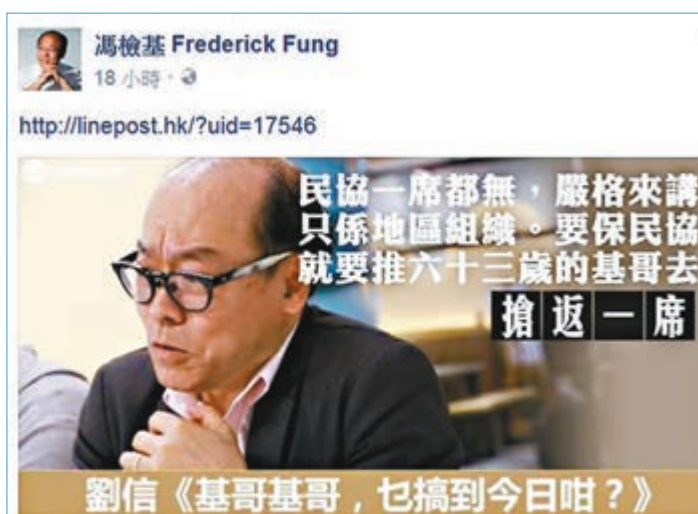 馮檢基 Frederick Fung
18 小時 ·
http://linepost.hk/?uid=17546
民協一席都無，嚴格來講
只係地區組織。要保民協
就要推六十三歲的基哥去
搶返一席
劉信《基哥基哥，乜搞到今日咁？》